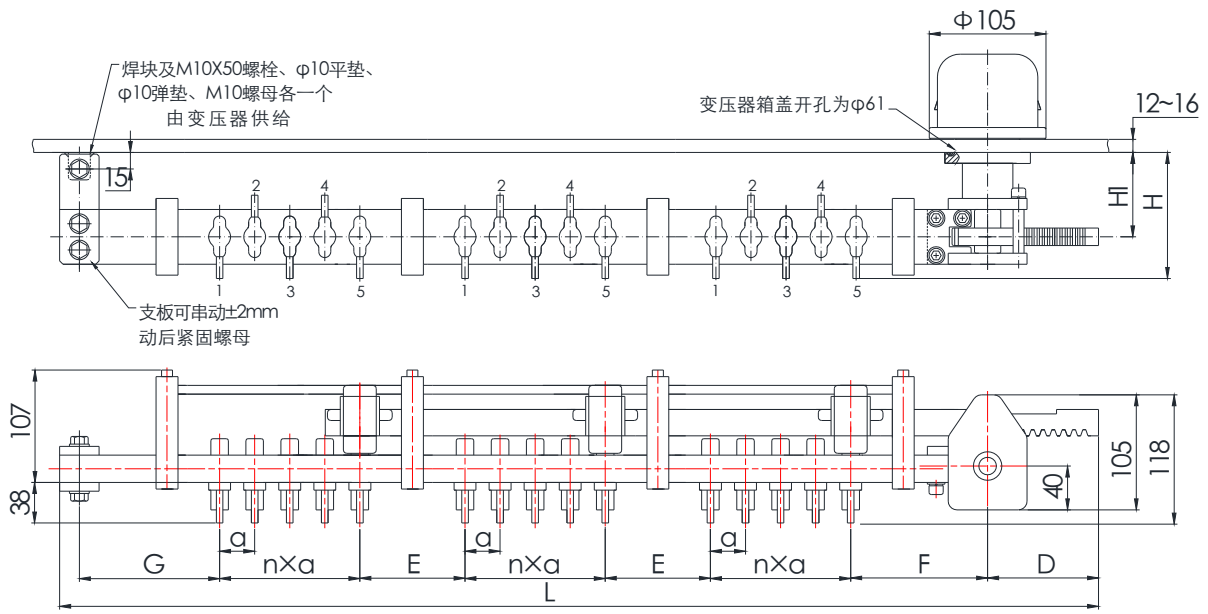 Φ105
焊块及M10X50螺栓、φ10平垫、
φ10弹垫、M10螺母各一个
由变压器供给
变压器箱盖开孔为φ61
12~16
15
H1
H
2 4 2 4 2 4
1 3 5 1 3 5 1 3 5
支板可串动±2mm
动后紧固螺母
107
38
105
118
40
a a a
G n×a E n×a E n×a F D
L